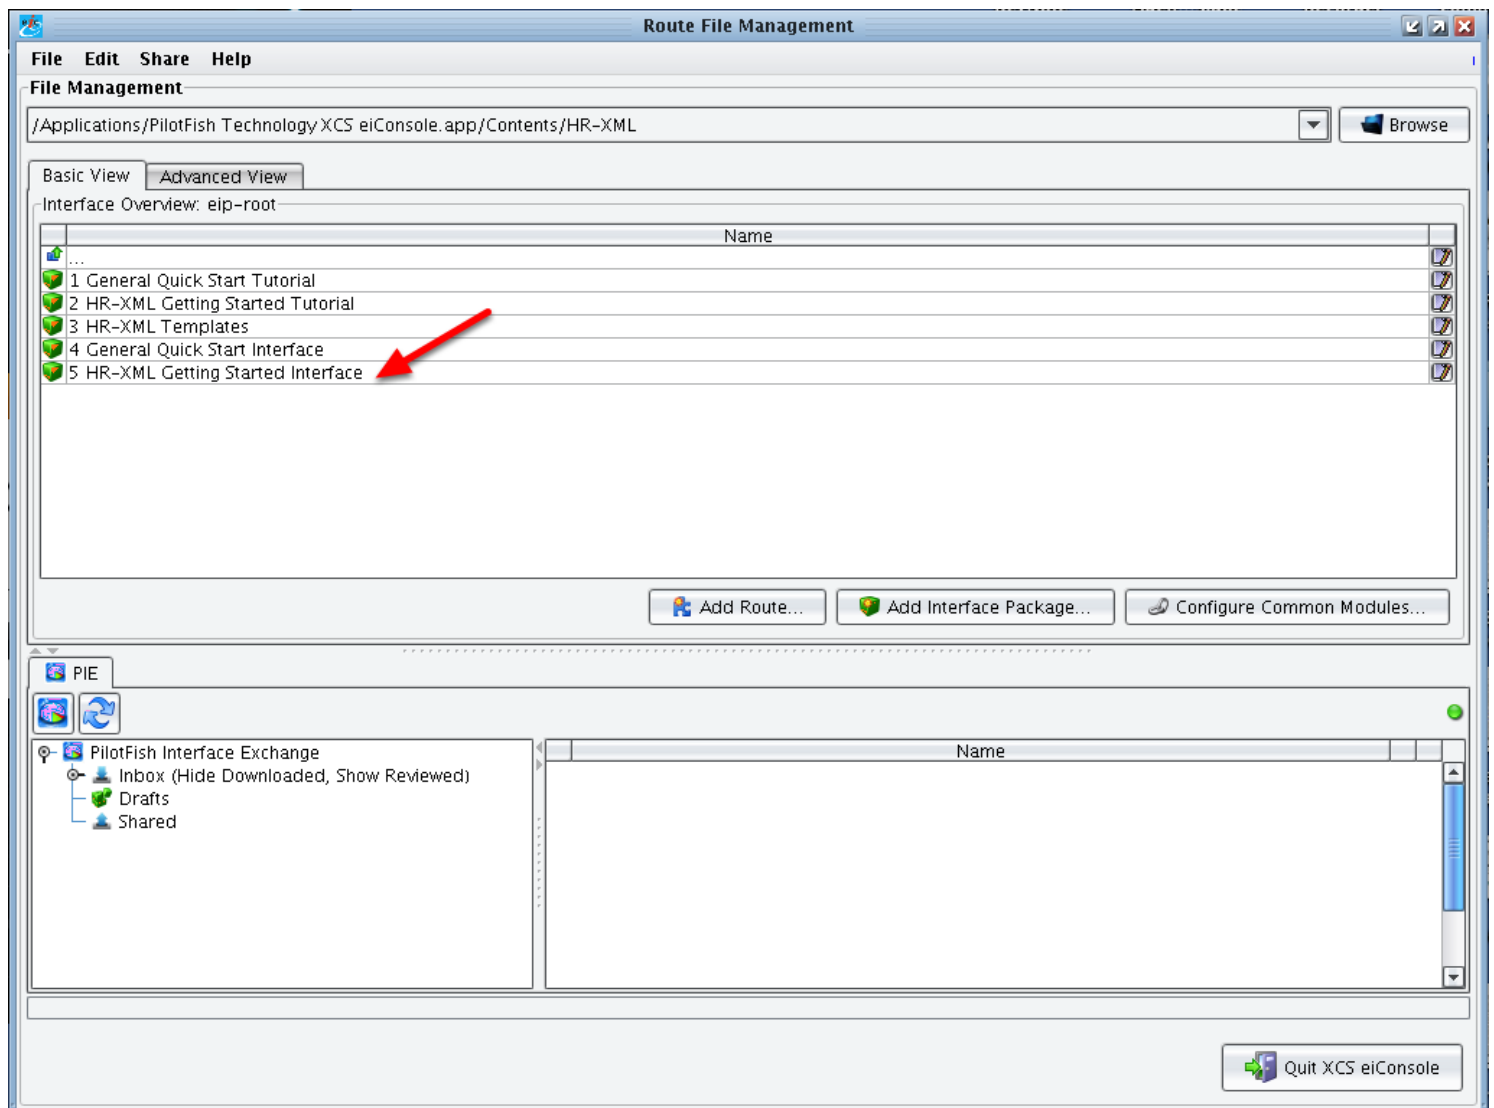 Route File Management
File Edit Share Help
File Management
/Applications/PilotFish Technology XCS eiConsole.app/Contents/HR-XML
Browse
Basic View Advanced View
Interface Overview: eip-root
Name
...
1 General Quick Start Tutorial
2 HR-XML Getting Started Tutorial
3 HR-XML Templates
4 General Quick Start Interface
5 HR-XML Getting Started Interface
Add Route... Add Interface Package... Configure Common Modules...
PIE
PilotFish Interface Exchange
Name
Inbox (Hide Downloaded, Show Reviewed)
Drafts
Shared
Quit XCS eiConsole